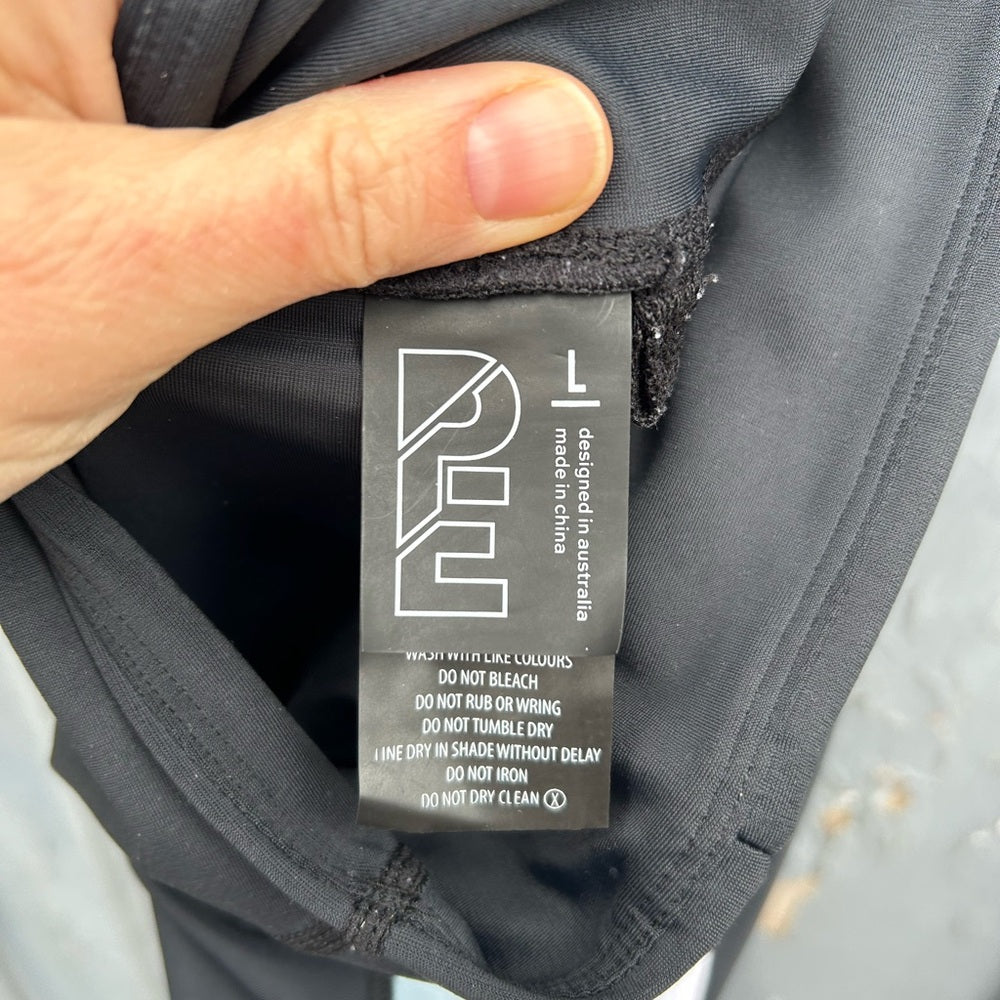 PE
L
designed in australia
made in china
WASH WITH LIKE COLOURS
DO NOT BLEACH
DO NOT RUB OR WRING
DO NOT TUMBLE DRY
LINE DRY IN SHADE WITHOUT DELAY
DO NOT IRON
DO NOT DRY CLEAN Ⓧ